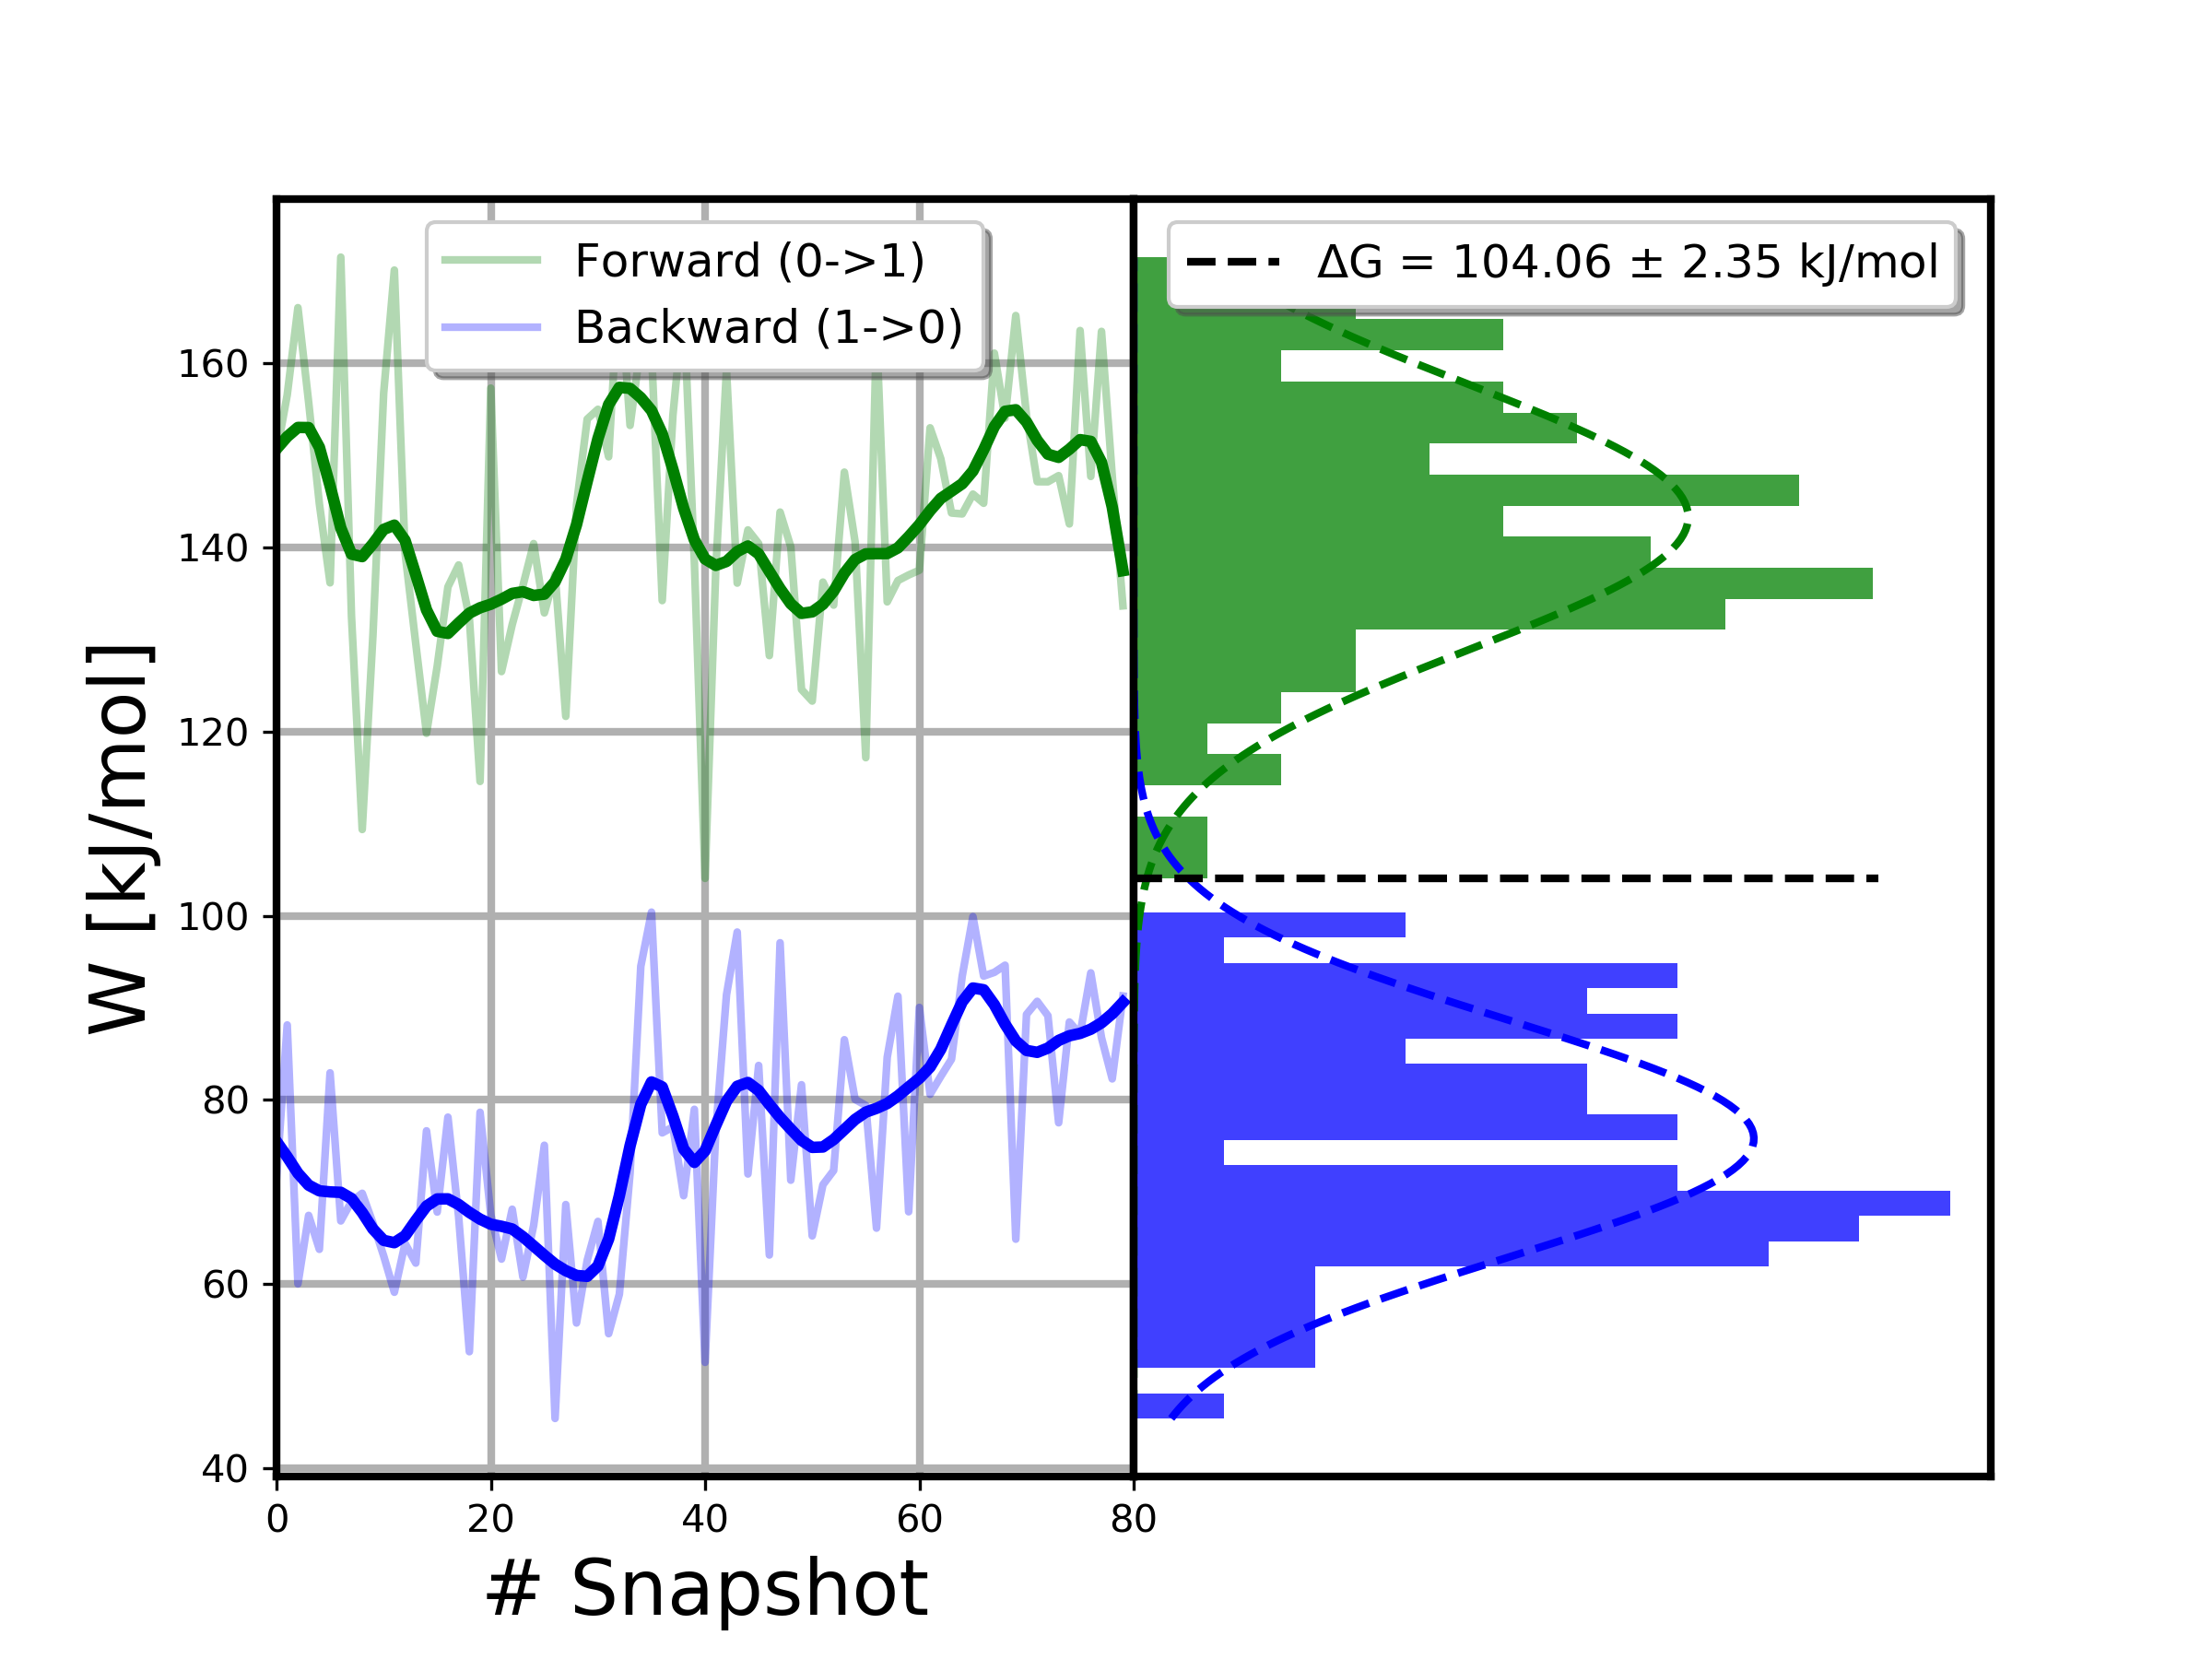 Forward (0->1)
Backward (1->0)
ΔG = 104.06 ± 2.35 kJ/mol
W [kJ/mol]
160
140
120
100
80
60
40
0 20 40 60 80
# Snapshot